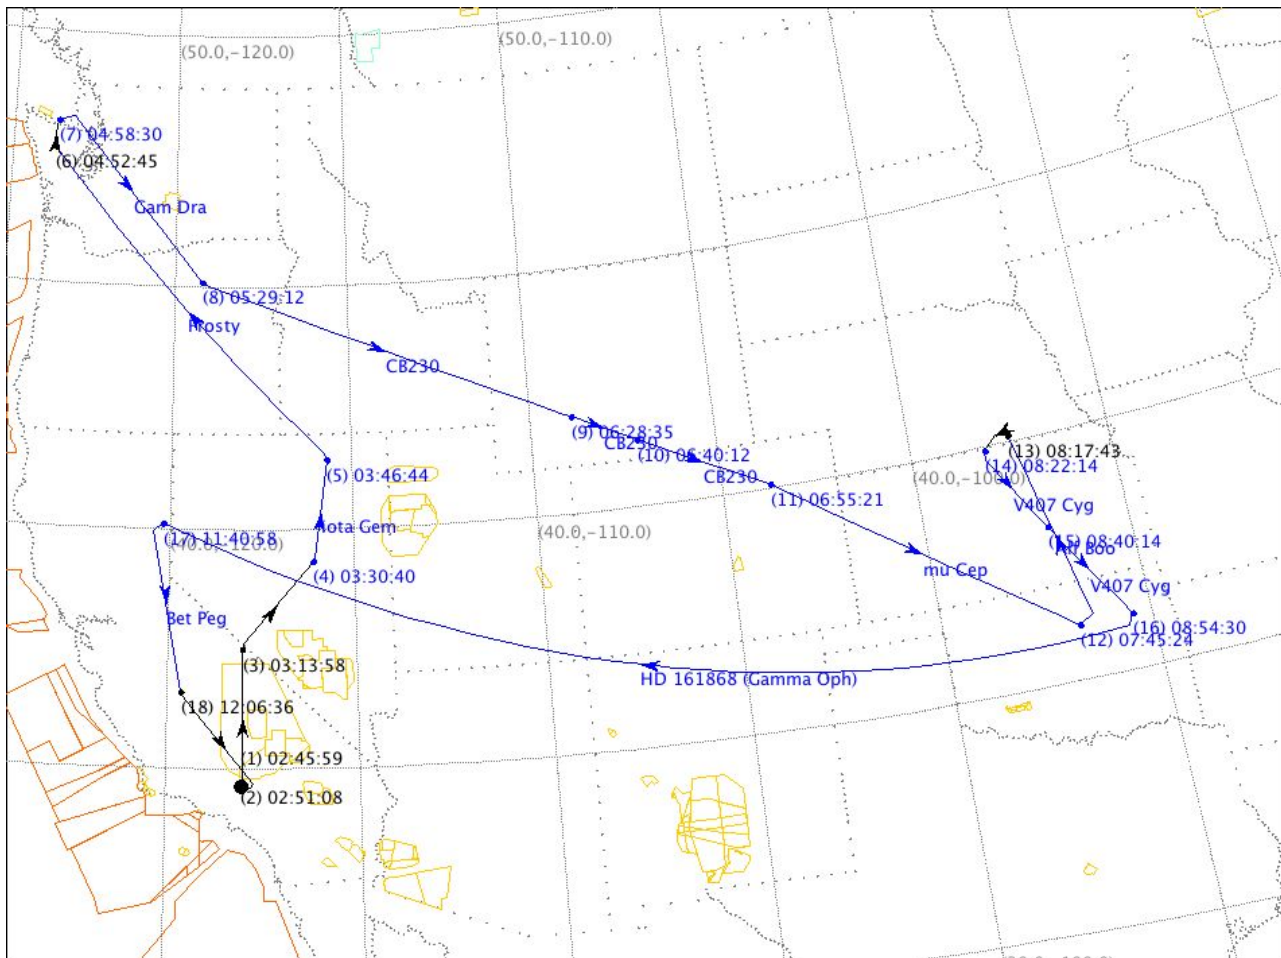 (50.0,-110.0)
(50.0,-120.0)
(7) 04:58:30
(6) 04:52:45
Gam Dra
(8) 05:29:12
Frosty
CB230
(9) 06:28:35
CB230
(10) 06:40:12
(13) 08:17:43
(14) 08:22:14
(5) 03:46:44
CB230
(40.0,-100.0)
(11) 06:55:21
V407 Cyg
Iota Gem
(40.0,-110.0)
(17) 11:40:58
(40.0,-120.0)
(15) 08:40:14
Boo
(4) 03:30:40
mu Cep
V407 Cyg
Bet Peg
(16) 08:54:30
(12) 07:45:24
(3) 03:13:58
HD 161868 (Gamma Oph)
(18) 12:06:36
(1) 02:45:59
(2) 02:51:08